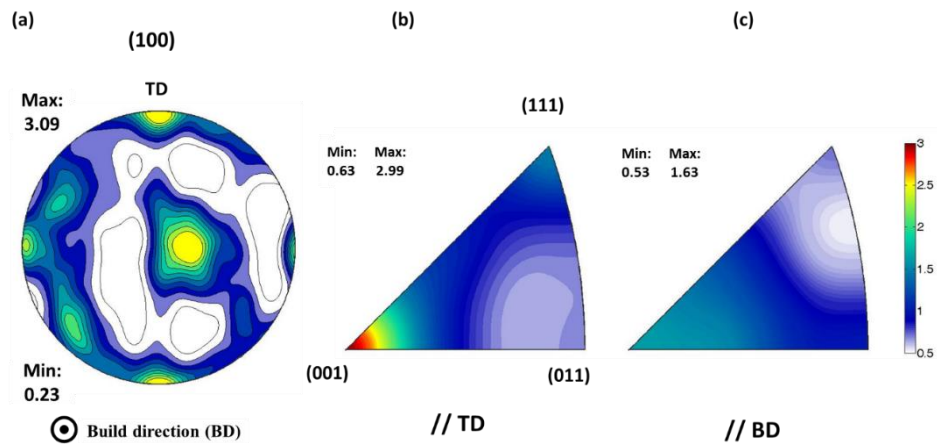 (a)
(b)
(c)
(100)
TD
Max:
3.09
Min:
0.23
Build direction (BD)
(111)
Min: Max:
0.63 2.99
(001)
(011)
// TD
Min: Max:
0.53 1.63
// BD
3
2.5
2
1.5
1
0.5